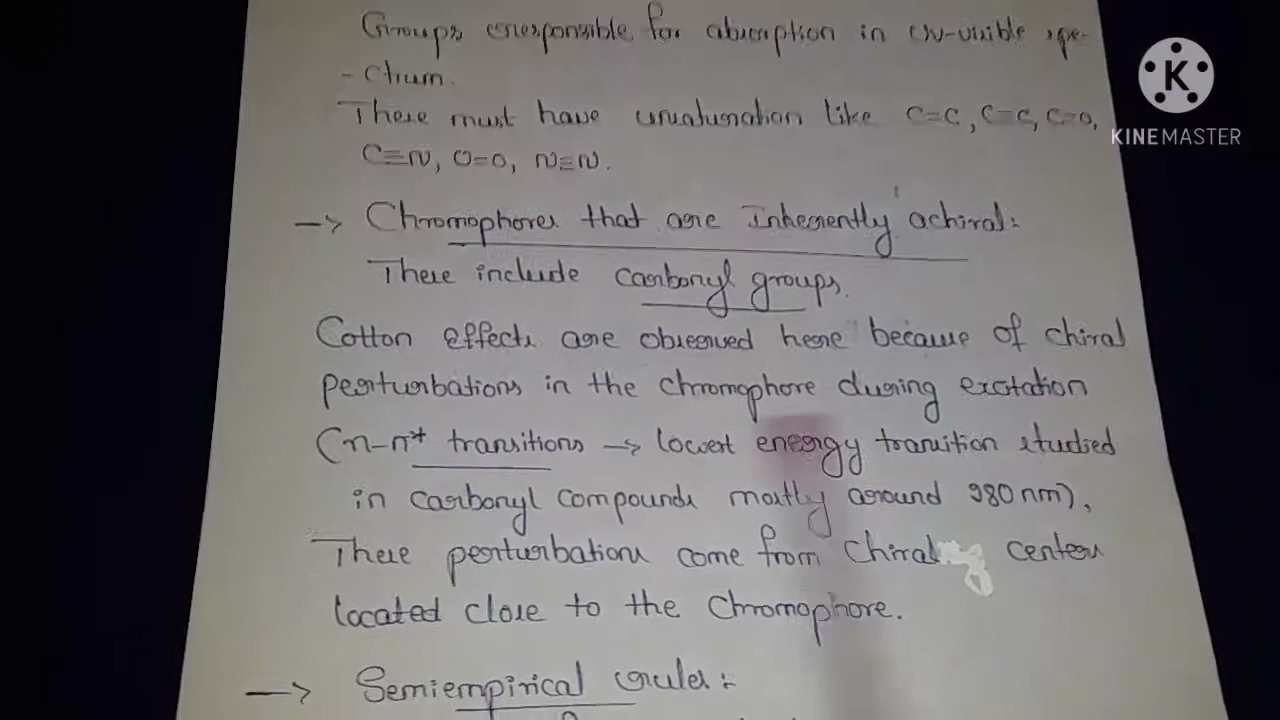 Groups responsible for absorption in UV-visible spe-
-ctrum.
These must have unsaturation like C=C, C=C, C=O,
C≡N, O=O, N≡N.
K
KINEMASTER
-> Chromophores that are Inherently achiral:
These include carbonyl groups.
Cotton effects are observed here because of chiral
perturbations in the chromophore during exctation
(n-π* transitions -> lowest energy transition studied
in carbonyl compounds mostly around 280 nm),
These perturbations come from chiral centers
located close to the chromophore.
-> Semiempirical rules:-